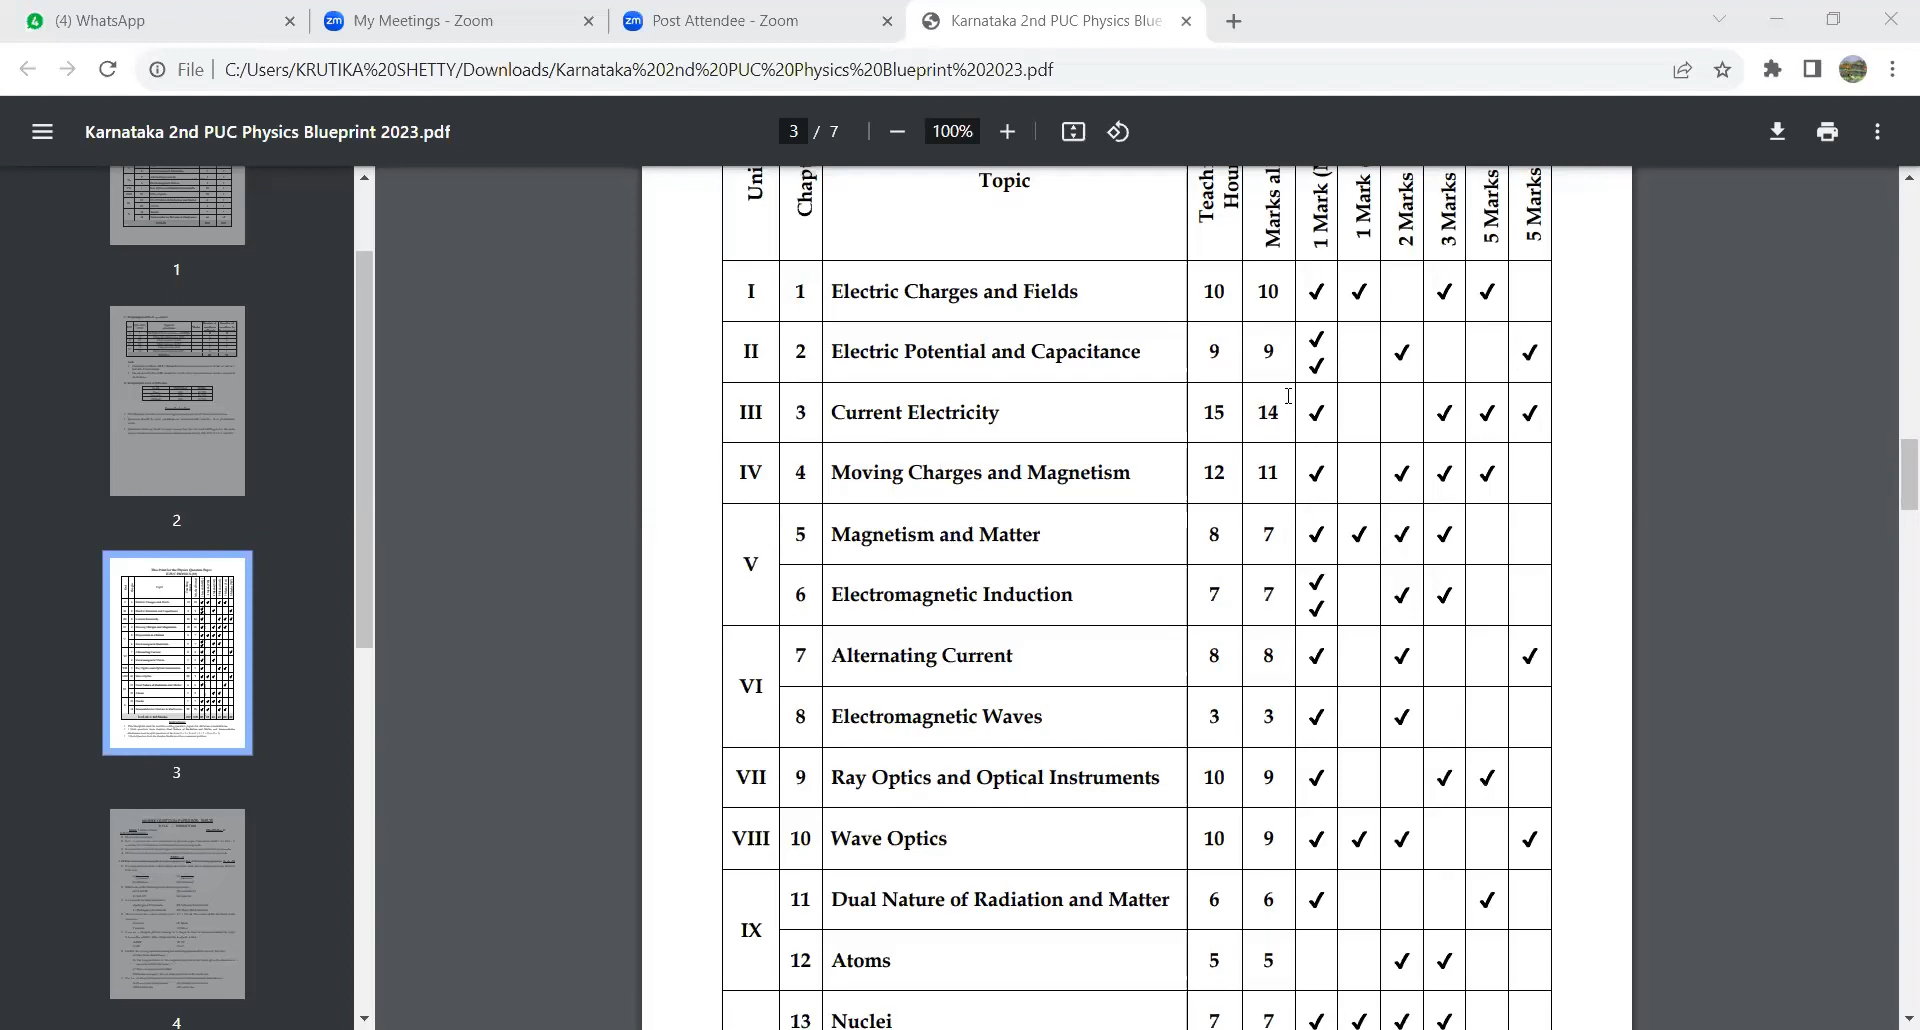 (4) WhatsApp
My Meetings - Zoom
Post Attendee - Zoom
Karnataka 2nd PUC Physics Blue
File C:/Users/KRUTIKA%20SHETTY/Downloads/Karnataka%202nd%20PUC%20Physics%20Blueprint%202023.pdf
Karnataka 2nd PUC Physics Blueprint 2023.pdf
3 / 7
100%
1
2
3
4
Uni Chap Topic Teach Hou Marks al 1 Mark ( 1 Mark 2 Marks 3 Marks 5 Marks 5 Marks
I 1 Electric Charges and Fields 10 10 ✓ ✓ ✓ ✓
II 2 Electric Potential and Capacitance 9 9 ✓ ✓ ✓ ✓
III 3 Current Electricity 15 14 ✓ ✓ ✓ ✓
IV 4 Moving Charges and Magnetism 12 11 ✓ ✓ ✓ ✓
V
5 Magnetism and Matter 8 7 ✓ ✓ ✓ ✓
6 Electromagnetic Induction 7 7 ✓ ✓ ✓ ✓
VI
7 Alternating Current 8 8 ✓ ✓ ✓
8 Electromagnetic Waves 3 3 ✓ ✓
VII 9 Ray Optics and Optical Instruments 10 9 ✓ ✓ ✓
VIII 10 Wave Optics 10 9 ✓ ✓ ✓ ✓
IX
11 Dual Nature of Radiation and Matter 6 6 ✓ ✓
12 Atoms 5 5 ✓ ✓
13 Nuclei 7 7 ✓ ✓ ✓ ✓